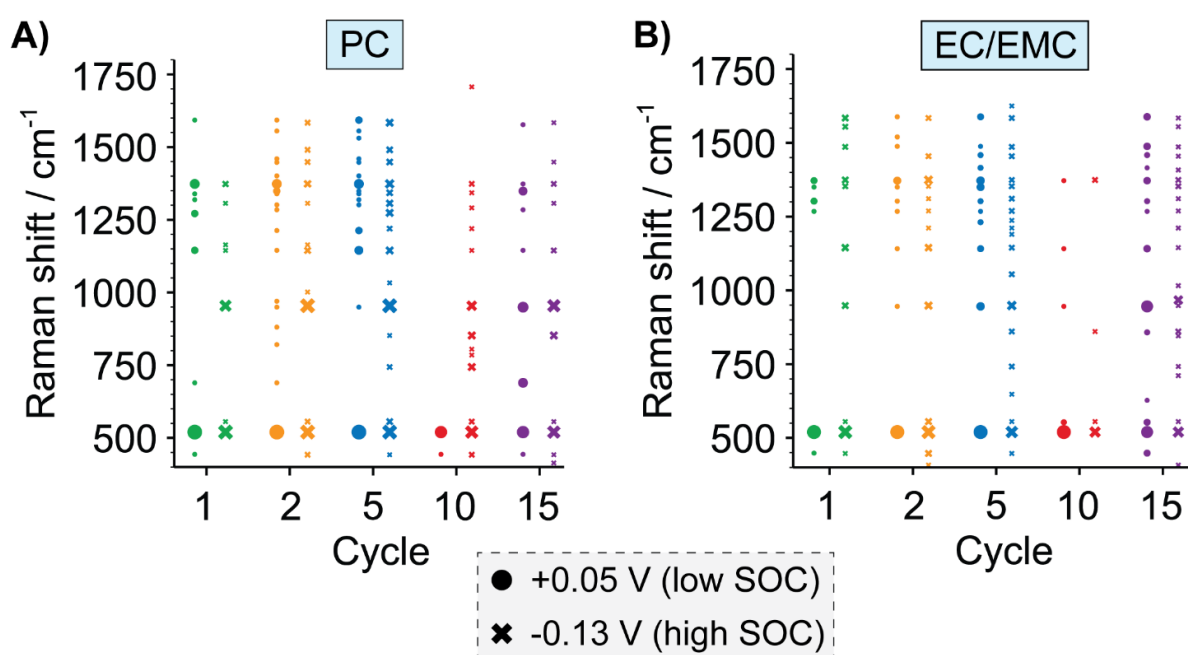 A)
PC
1750
1500
1250
1000
750
500
Raman shift / cm⁻¹
1 2 5 10 15
Cycle
B)
EC/EMC
1750
1500
1250
1000
750
500
Raman shift / cm⁻¹
1 2 5 10 15
Cycle
+0.05 V (low SOC)
-0.13 V (high SOC)